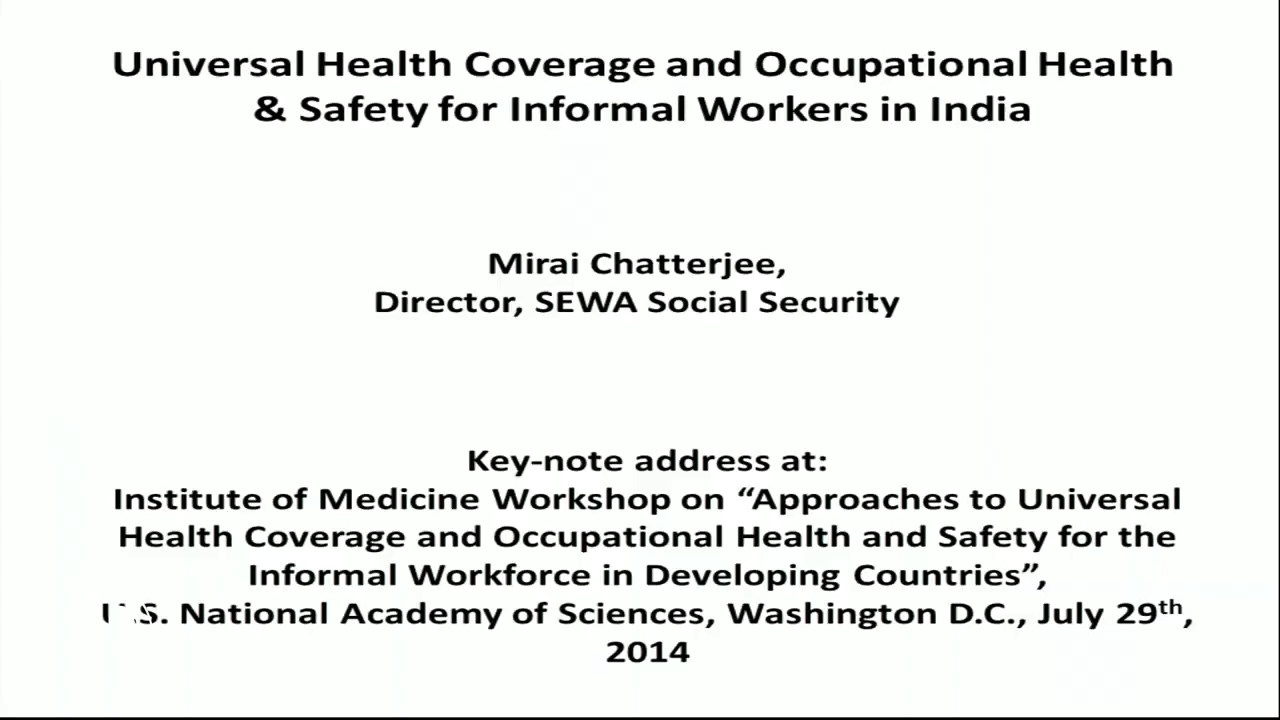 Universal Health Coverage and Occupational Health
& Safety for Informal Workers in India
Mirai Chatterjee,
Director, SEWA Social Security
Key-note address at:
Institute of Medicine Workshop on “Approaches to Universal
Health Coverage and Occupational Health and Safety for the
Informal Workforce in Developing Countries”,
U.S. National Academy of Sciences, Washington D.C., July 29th,
2014